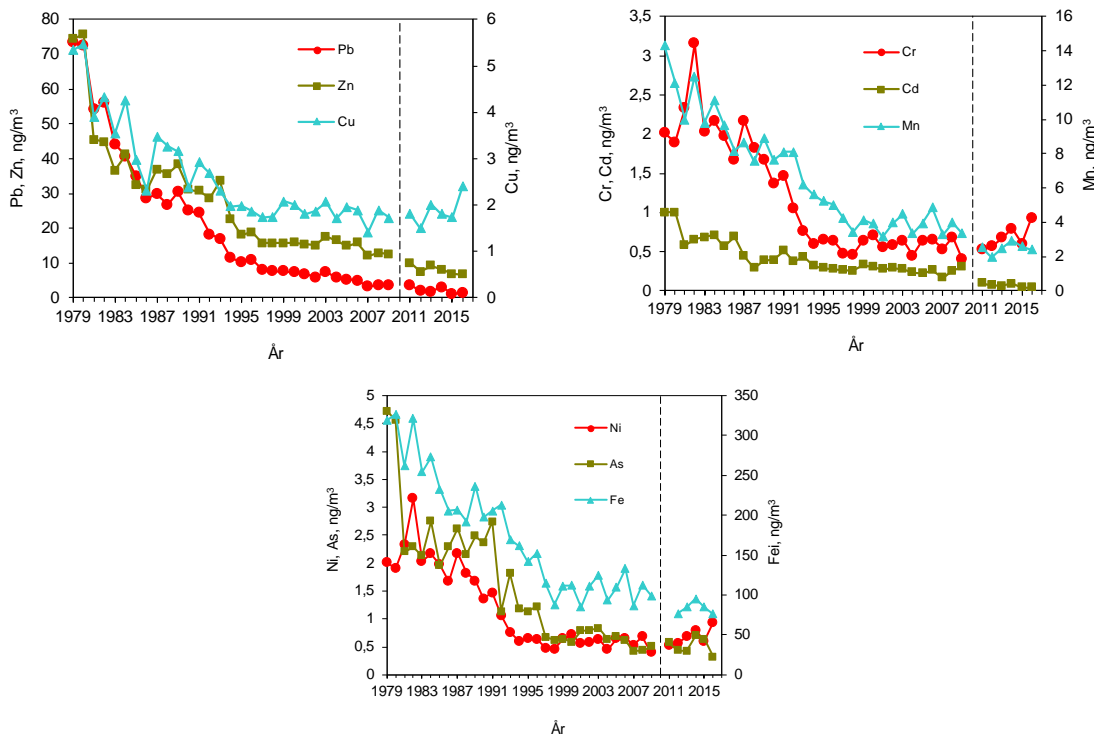 80
70
60
50
40
30
20
10
0
Pb, Zn, ng/m³
6
5
4
3
2
1
0
Cu, ng/m³
Pb
Zn
Cu
1979 1983 1987 1991 1995 1999 2003 2007 2011 2015
År
3,5
3
2,5
2
1,5
1
0,5
0
Cr, Cd, ng/m³
16
14
12
10
8
6
4
2
0
Mn, ng/m³
Cr
Cd
Mn
1979 1983 1987 1991 1995 1999 2003 2007 2011 2015
År
5
4,5
4
3,5
3
2,5
2
1,5
1
0,5
0
Ni, As, ng/m³
350
300
250
200
150
100
50
0
Fei, ng/m³
Ni
As
Fe
1979 1983 1987 1991 1995 1999 2003 2007 2011 2015
År